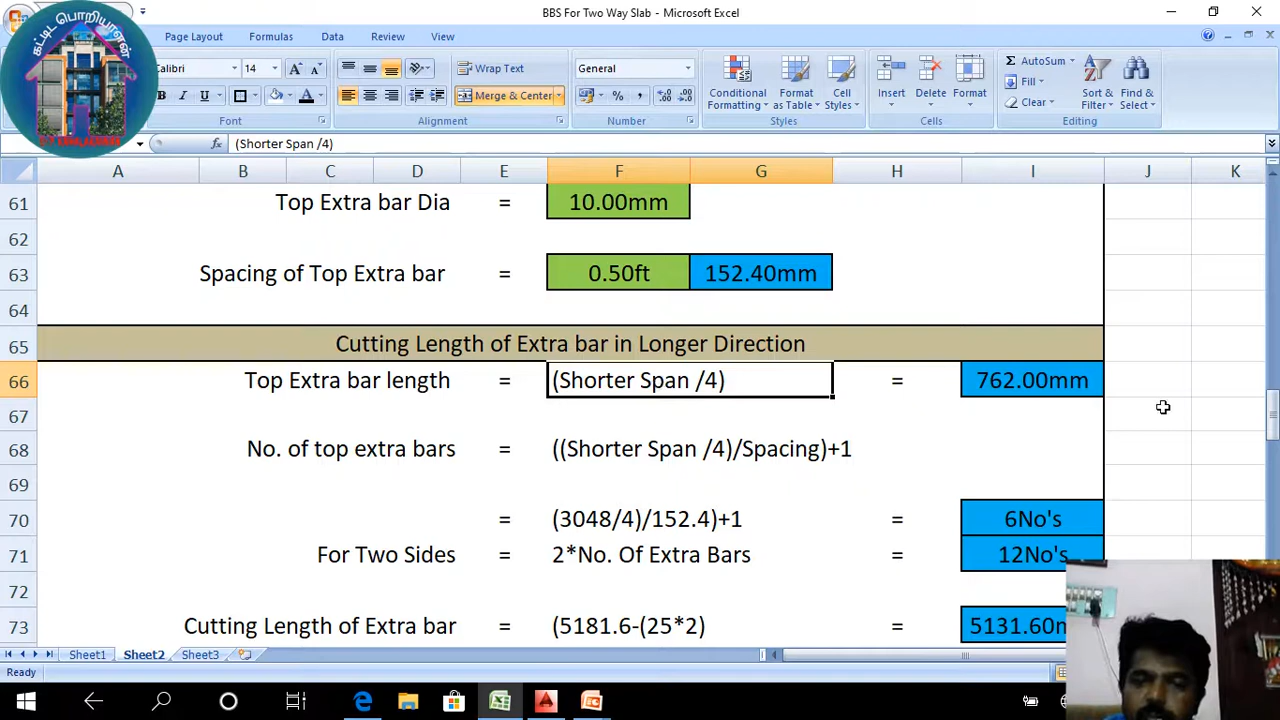 BBS For Two Way Slab - Microsoft Excel
கட்டிட பொறியாளன்
Page Layout
Formulas
Data
Review
View
Calibri
14
Wrap Text
Merge & Center
General
Conditional Formatting
Format as Table
Cell Styles
Insert
Delete
Format
AutoSum
Fill
Clear
Sort & Filter
Find & Select
Font
Alignment
Number
Styles
Cells
Editing
(Shorter Span /4)
A B C D E F G H I J K
61 Top Extra bar Dia = 10.00mm
62
63 Spacing of Top Extra bar = 0.50ft 152.40mm
64
65 Cutting Length of Extra bar in Longer Direction
66 Top Extra bar length = (Shorter Span /4) = 762.00mm
67
68 No. of top extra bars = ((Shorter Span /4)/Spacing)+1
69
70 = (3048/4)/152.4)+1 = 6No's
71 For Two Sides = 2*No. Of Extra Bars = 12No's
72
73 Cutting Length of Extra bar = (5181.6-(25*2) = 5131.60m
Sheet1 Sheet2 Sheet3
Ready